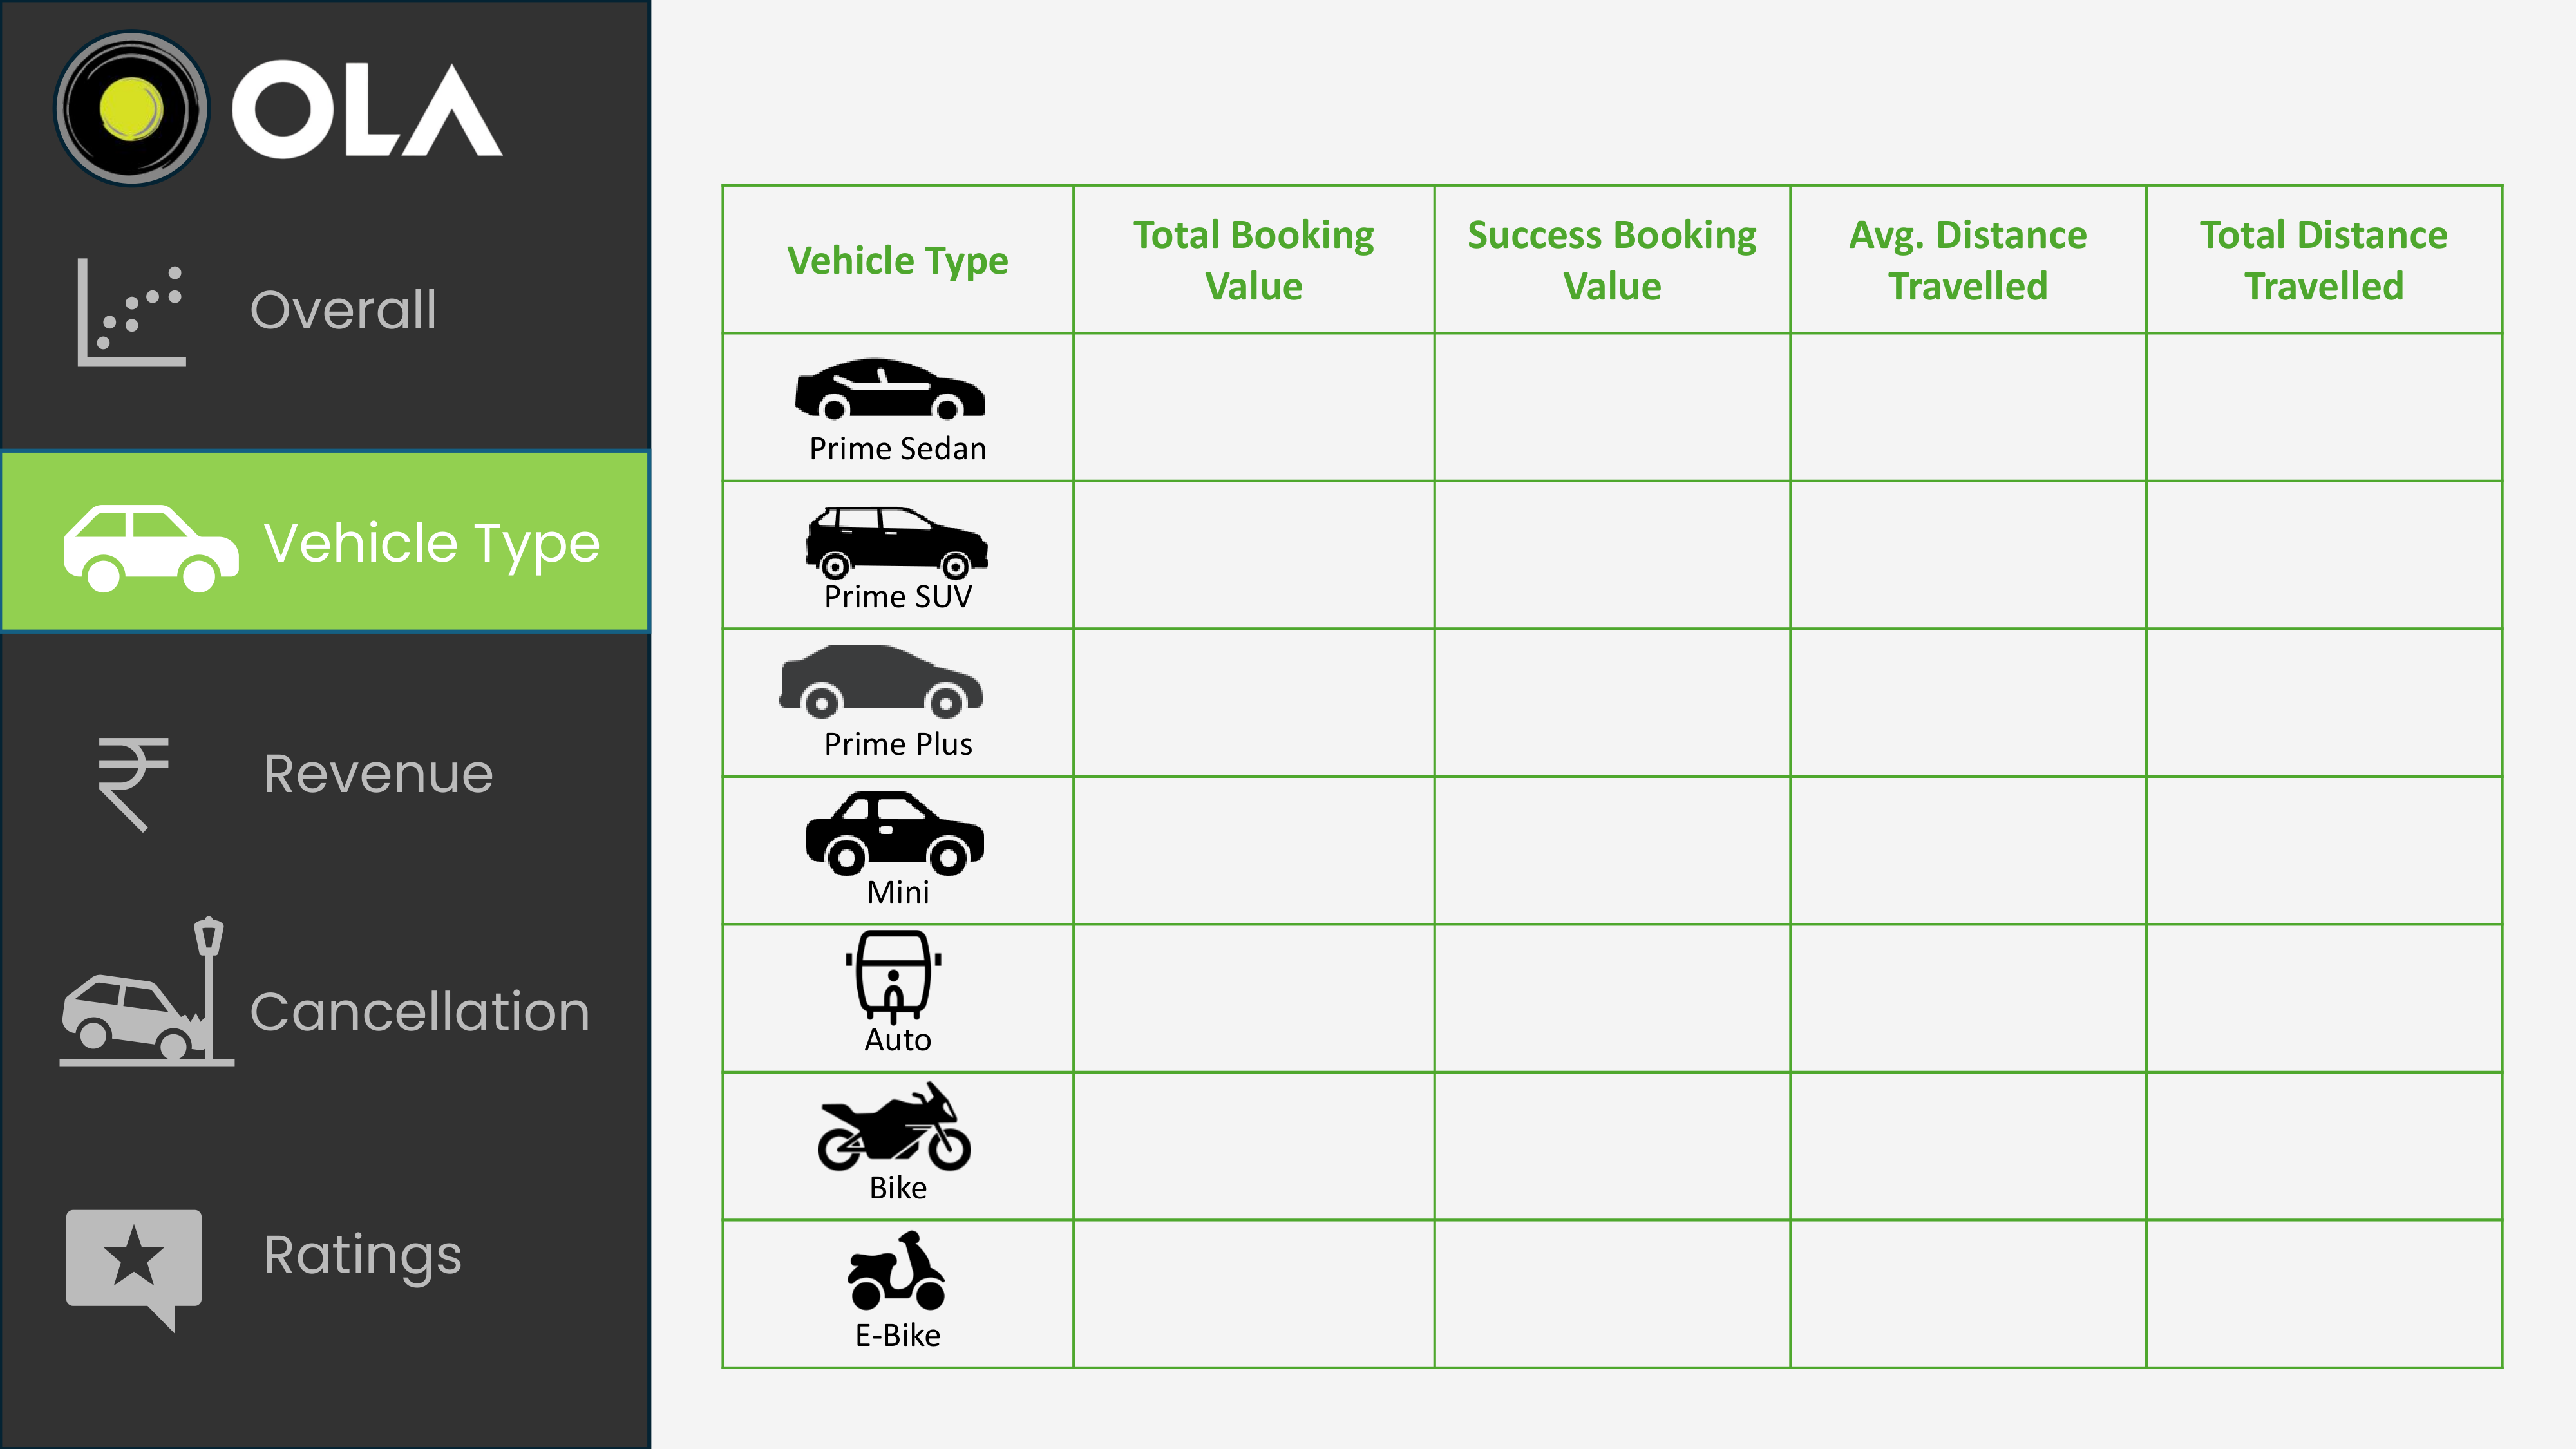 OLA
Overall
Vehicle Type
Revenue
Cancellation
Ratings
Vehicle Type
Total Booking
Value
Success Booking
Value
Avg. Distance
Travelled
Total Distance
Travelled
Prime Sedan
Prime SUV
Prime Plus
Mini
Auto
Bike
E-Bike